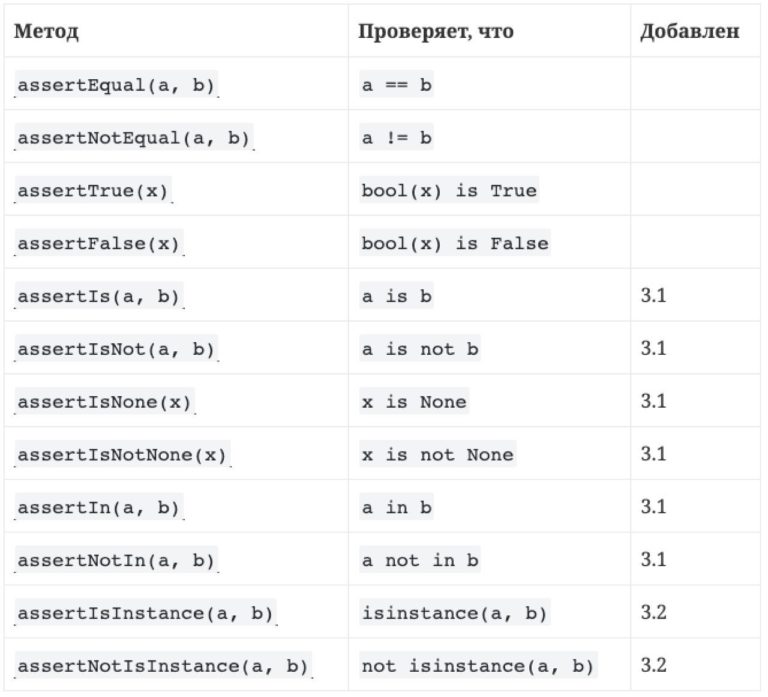 Метод Проверяет, что Добавлен
assertEqual(a, b) a == b
assertNotEqual(a, b) a != b
assertTrue(x) bool(x) is True
assertFalse(x) bool(x) is False
assertIs(a, b) a is b 3.1
assertIsNot(a, b) a is not b 3.1
assertIsNone(x) x is None 3.1
assertIsNotNone(x) x is not None 3.1
assertIn(a, b) a in b 3.1
assertNotIn(a, b) a not in b 3.1
assertIsInstance(a, b) isinstance(a, b) 3.2
assertNotIsInstance(a, b) not isinstance(a, b) 3.2